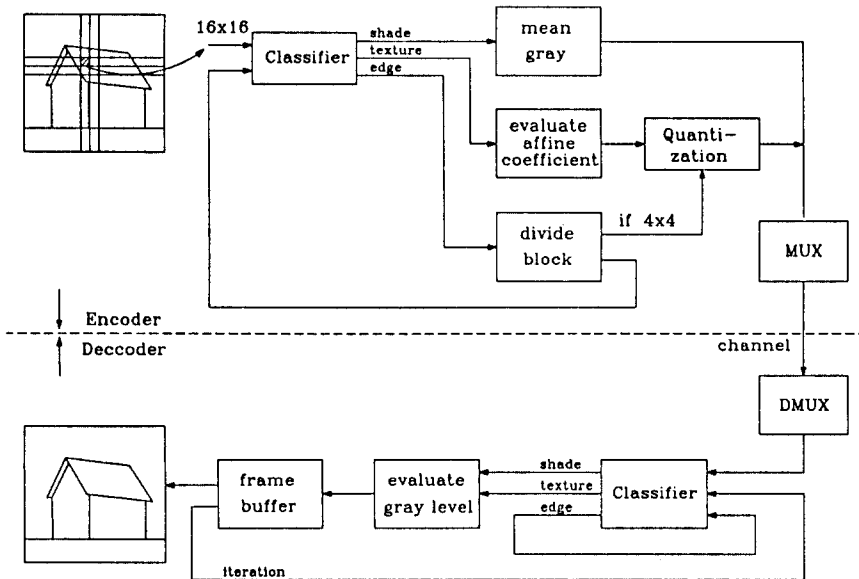 16x16
Classifier
shade
texture
edge
mean
gray
evaluate
affine
coefficient
Quanti-
zation
if 4x4
divide
block
MUX
Encoder
Deccoder
channel
DMUX
shade
texture
edge
Classifier
evaluate
gray level
frame
buffer
iteration